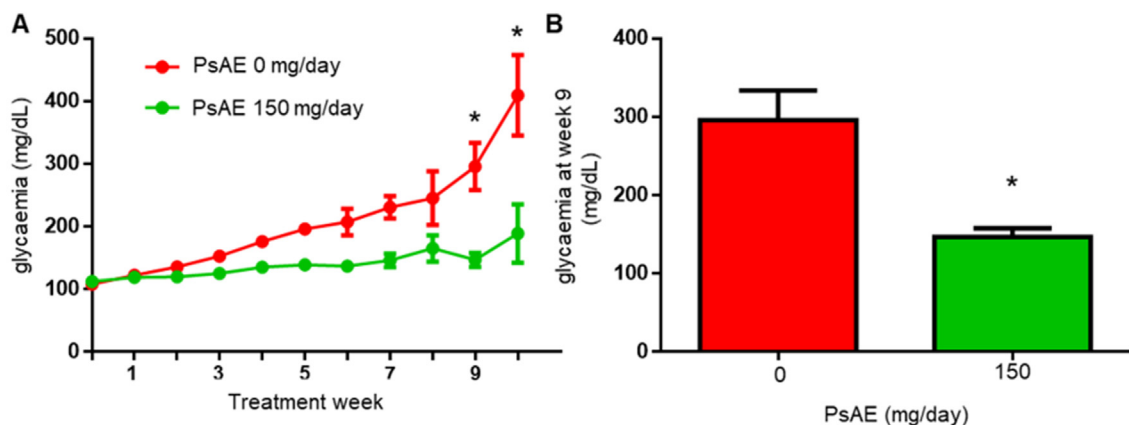 A
B
glycaemia (mg/dL)
500
400
300
200
100
0
PsAE 0 mg/day
PsAE 150 mg/day
*
*
1
3
5
7
9
Treatment week
glycaemia at week 9
(mg/dL)
400
300
200
100
0
*
0
150
PsAE (mg/day)